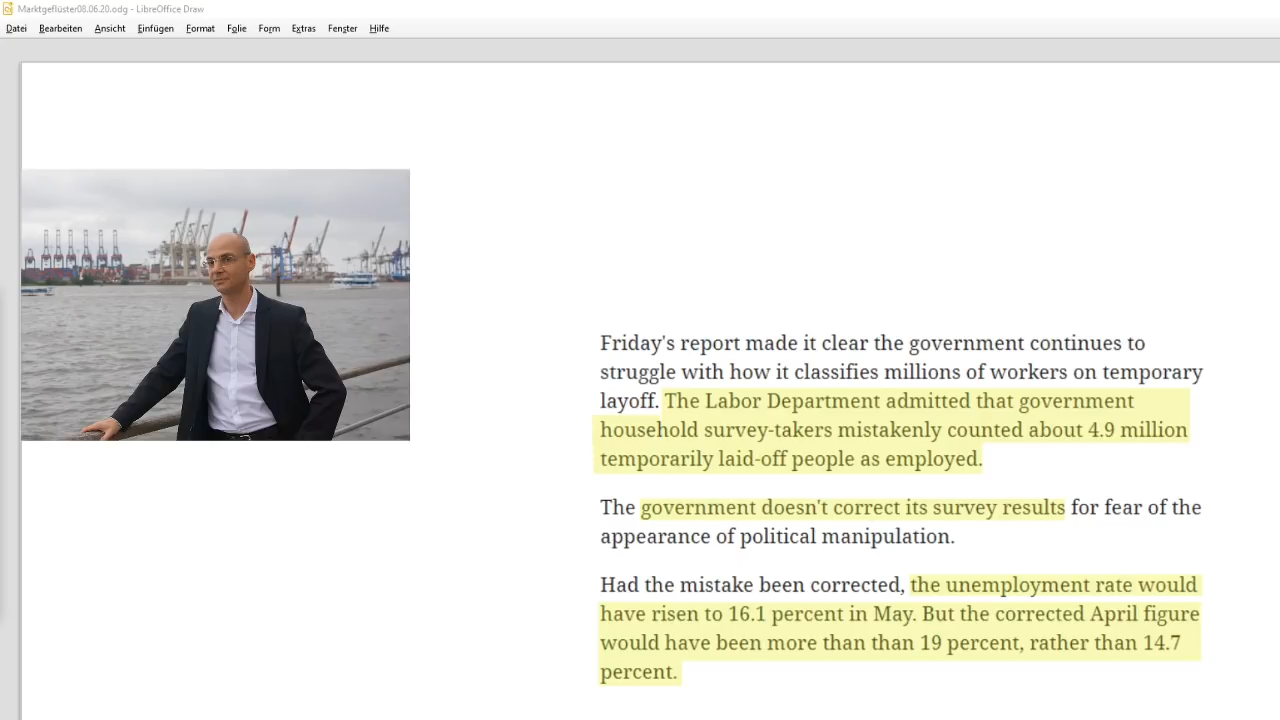 Marktgeflüster08.06.20.odg - LibreOffice Draw
Datei Bearbeiten Ansicht Einfügen Format Folie Form Extras Fenster Hilfe
Friday's report made it clear the government continues to
struggle with how it classifies millions of workers on temporary
layoff. The Labor Department admitted that government
household survey-takers mistakenly counted about 4.9 million
temporarily laid-off people as employed.
The government doesn't correct its survey results for fear of the
appearance of political manipulation.
Had the mistake been corrected, the unemployment rate would
have risen to 16.1 percent in May. But the corrected April figure
would have been more than than 19 percent, rather than 14.7
percent.